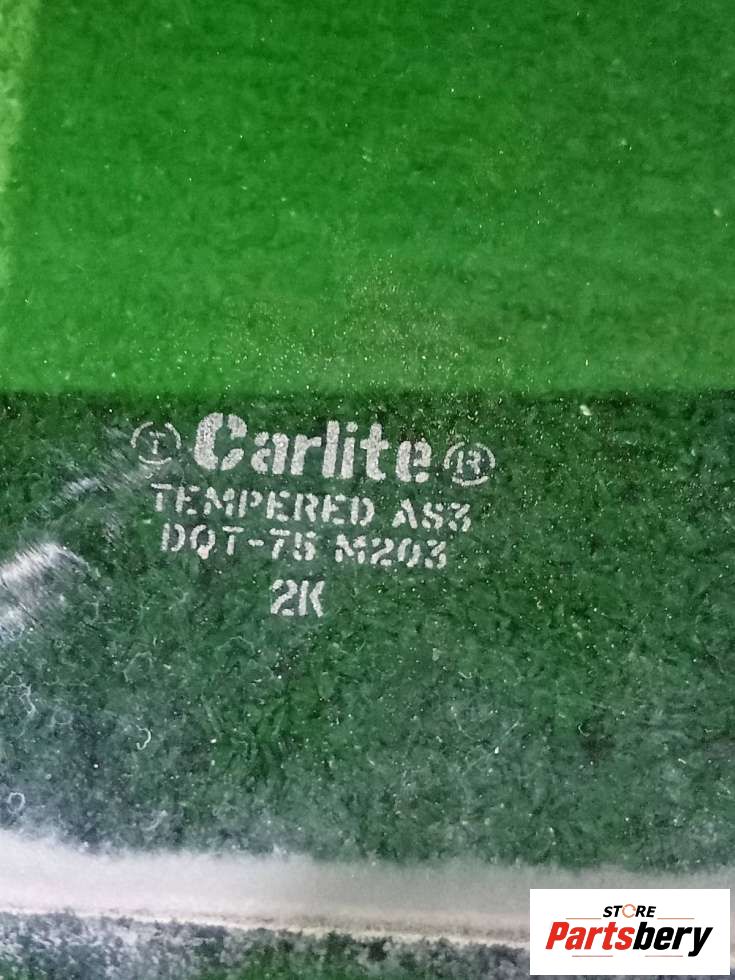 Carlite
TEMPERED AS3
DOT-75 M203
2K
STORE
Partsbery